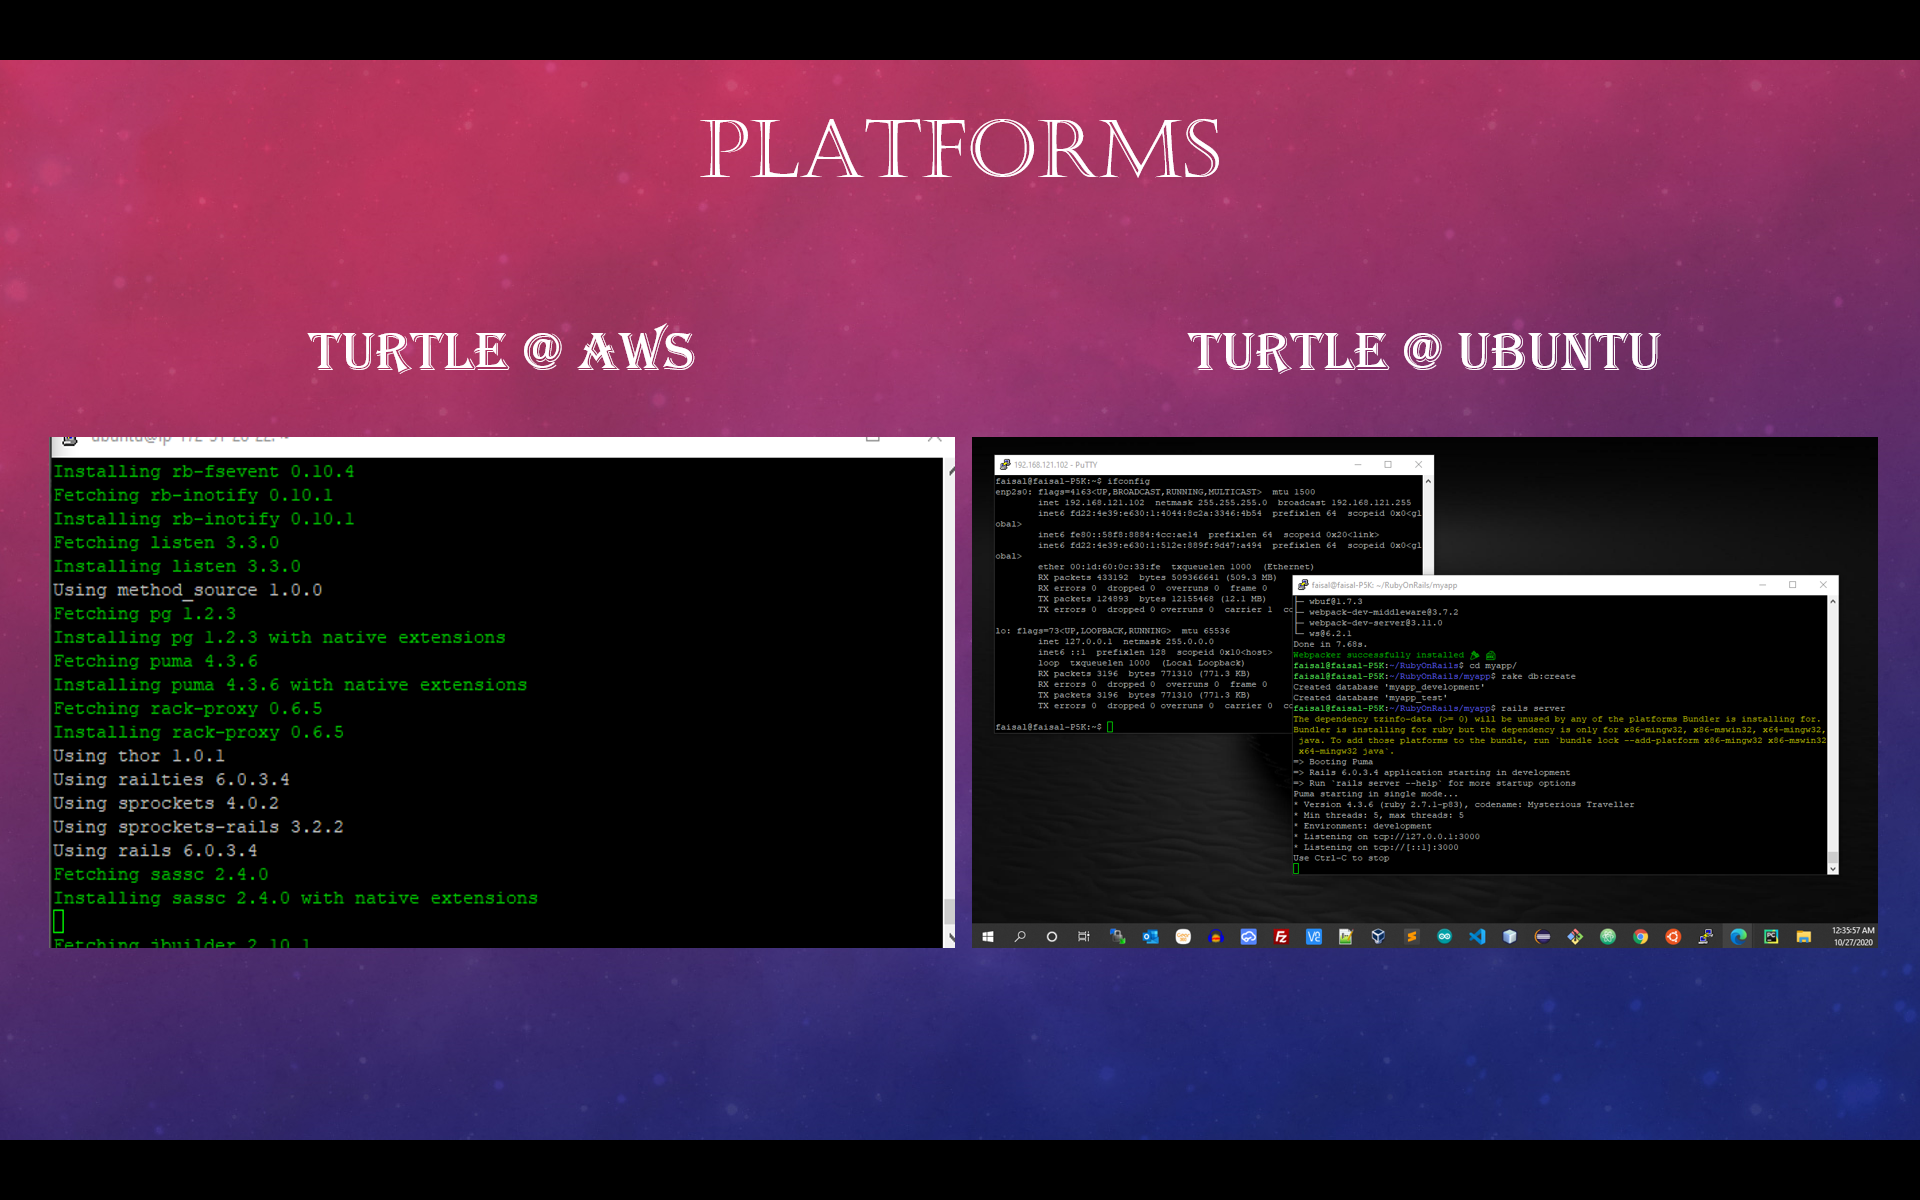 PLATFORMS
TURTLE @ AWS
TURTLE @ UBUNTU
Installing rb-fsevent 0.10.4
Fetching rb-inotify 0.10.1
Installing rb-inotify 0.10.1
Fetching listen 3.3.0
Installing listen 3.3.0
Using method_source 1.0.0
Fetching pg 1.2.3
Installing pg 1.2.3 with native extensions
Fetching puma 4.3.6
Installing puma 4.3.6 with native extensions
Fetching rack-proxy 0.6.5
Installing rack-proxy 0.6.5
Using thor 1.0.1
Using railties 6.0.3.4
Using sprockets 4.0.2
Using sprockets-rails 3.2.2
Using rails 6.0.3.4
Fetching sassc 2.4.0
Installing sassc 2.4.0 with native extensions
Fetching jbuilder 2.10.1
192.168.121.102 - PuTTY
faisal@faisal-P5K:~$ ifconfig
enp2s0: flags=4163<UP,BROADCAST,RUNNING,MULTICAST>  mtu 1500
inet 192.168.121.102  netmask 255.255.255.0  broadcast 192.168.121.255
inet6 fd22:4e39:e630:1:4044:8c2a:3346:4b54  prefixlen 64  scopeid 0x0<gl
obal>
inet6 fe80::58f8:8884:4cc:ae14  prefixlen 64  scopeid 0x20<link>
inet6 fd22:4e39:e630:1:512e:889f:9d47:a494  prefixlen 64  scopeid 0x0<gl
obal>
ether 00:1d:60:0c:33:fe  txqueuelen 1000  (Ethernet)
RX packets 433192  bytes 509366641 (509.3 MB)
RX errors 0  dropped 0  overruns 0  frame 0
TX packets 124893  bytes 12155468 (12.1 MB)
TX errors 0  dropped 0 overruns 0  carrier 1  co
lo: flags=73<UP,LOOPBACK,RUNNING>  mtu 65536
inet 127.0.0.1  netmask 255.0.0.0
inet6 ::1  prefixlen 128  scopeid 0x10<host>
loop  txqueuelen 1000  (Local Loopback)
RX packets 3196  bytes 771310 (771.3 KB)
RX errors 0  dropped 0  overruns 0  frame 0
TX packets 3196  bytes 771310 (771.3 KB)
TX errors 0  dropped 0 overruns 0  carrier 0  co
faisal@faisal-P5K:~$
faisal@faisal-P5K: ~/RubyOnRails/myapp
wbuf@1.7.3
webpack-dev-middleware@3.7.2
webpack-dev-server@3.11.0
ws@6.2.1
Done in 7.68s.
Webpacker successfully installed
faisal@faisal-P5K:~/RubyOnRails$ cd myapp/
faisal@faisal-P5K:~/RubyOnRails/myapp$ rake db:create
Created database 'myapp_development'
Created database 'myapp_test'
faisal@faisal-P5K:~/RubyOnRails/myapp$ rails server
The dependency tzinfo-data (>= 0) will be unused by any of the platforms Bundler is installing for.
Bundler is installing for ruby but the dependency is only for x86-mingw32, x86-mswin32, x64-mingw32,
java. To add those platforms to the bundle, run `bundle lock --add-platform x86-mingw32 x86-mswin32
x64-mingw32 java`.
=> Booting Puma
=> Rails 6.0.3.4 application starting in development
=> Run `rails server --help` for more startup options
Puma starting in single mode...
* Version 4.3.6 (ruby 2.7.1-p83), codename: Mysterious Traveller
* Min threads: 5, max threads: 5
* Environment: development
* Listening on tcp://127.0.0.1:3000
* Listening on tcp://[::1]:3000
Use Ctrl-C to stop
12:35:57 AM
10/27/2020